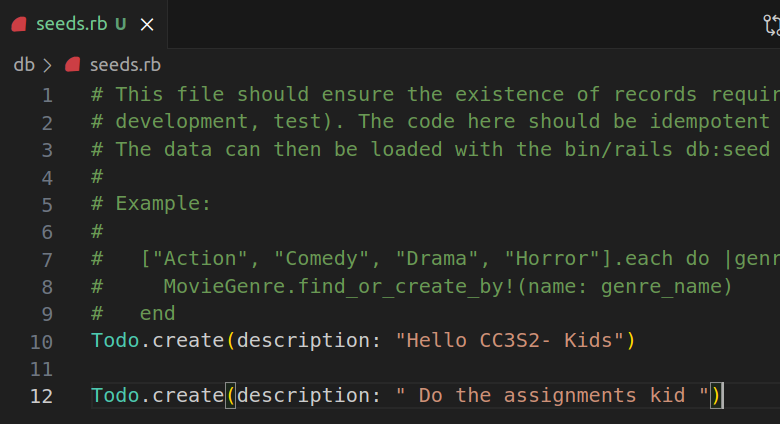 seeds.rb U
db > seeds.rb
1 # This file should ensure the existence of records requir
2 # development, test). The code here should be idempotent
3 # The data can then be loaded with the bin/rails db:seed
4 #
5 # Example:
6 #
7 #   ["Action", "Comedy", "Drama", "Horror"].each do |genr
8 #     MovieGenre.find_or_create_by!(name: genre_name)
9 #   end
10 Todo.create(description: "Hello CC3S2- Kids")
11
12 Todo.create(description: " Do the assignments kid ")